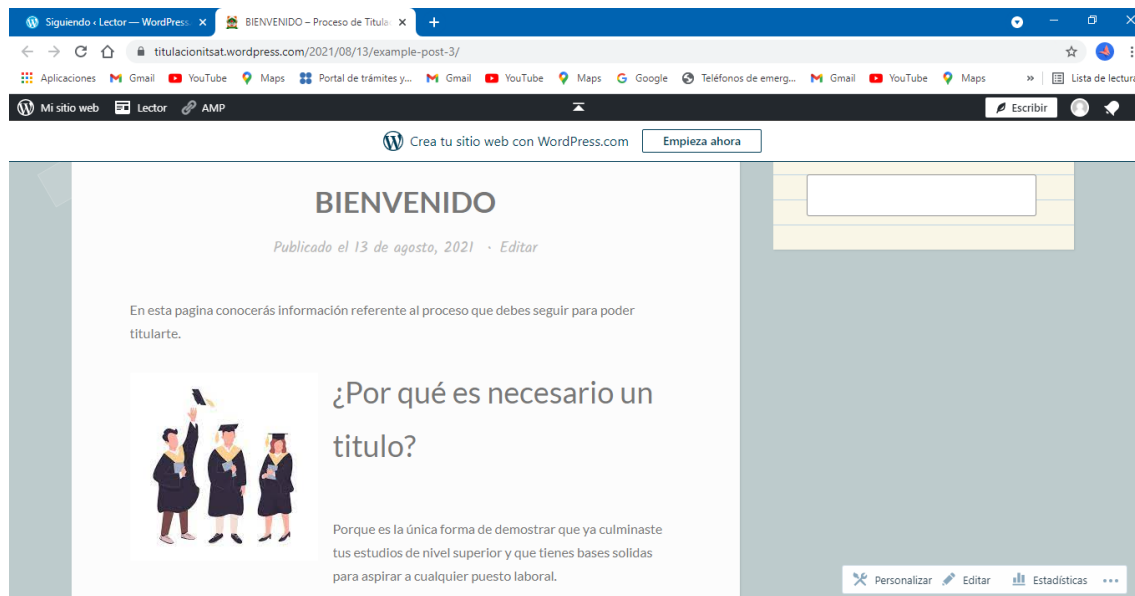 Siguiendo ‹ Lector — WordPress.
BIENVENIDO – Proceso de Titula
titulacionitsat.wordpress.com/2021/08/13/example-post-3/
Aplicaciones Gmail YouTube Maps Portal de trámites y... Gmail YouTube Maps Google Teléfonos de emerg... Gmail YouTube Maps » Lista de lectura
Mi sitio web Lector AMP Escribir
Crea tu sitio web con WordPress.com Empieza ahora
BIENVENIDO
Publicado el 13 de agosto, 2021 · Editar
En esta pagina conocerás información referente al proceso que debes seguir para poder
titularte.
¿Por qué es necesario un
titulo?
Porque es la única forma de demostrar que ya culminaste
tus estudios de nivel superior y que tienes bases solidas
para aspirar a cualquier puesto laboral.
Personalizar Editar Estadísticas